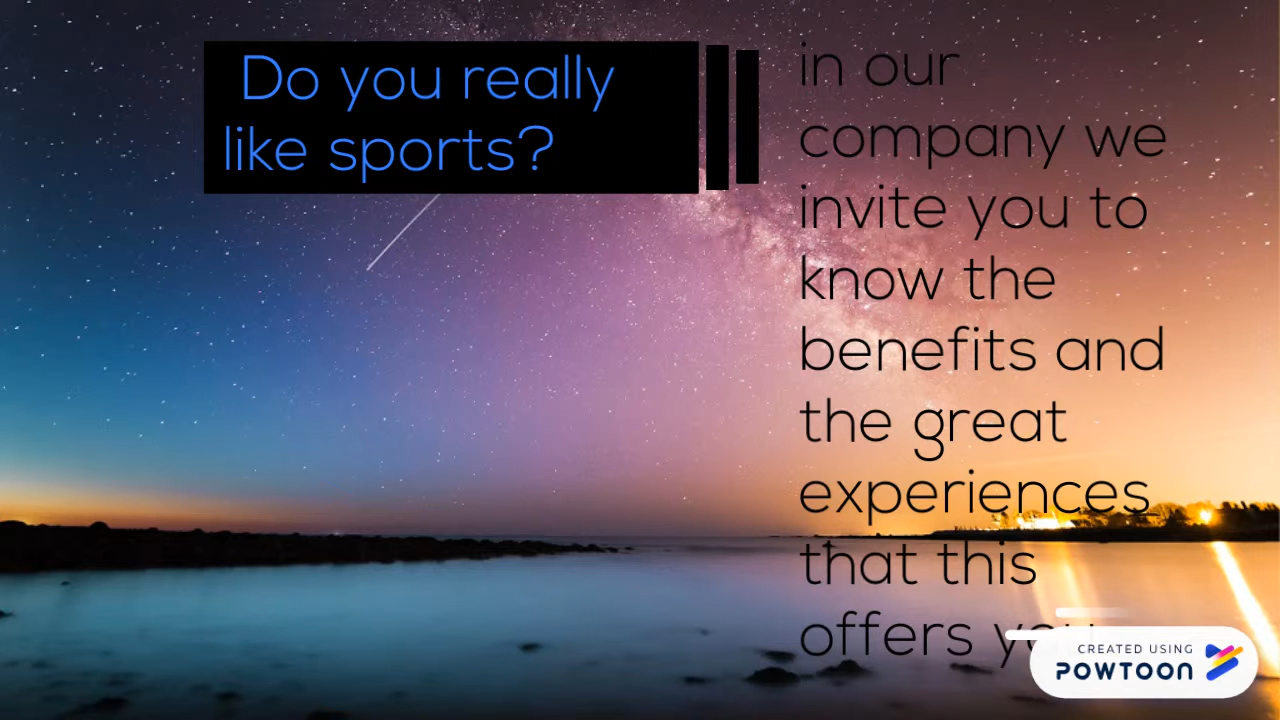 Do you really
like sports?
in our
company we
invite you to
know the
benefits and
the great
experiences
that this
offers you
CREATED USING
POWTOON